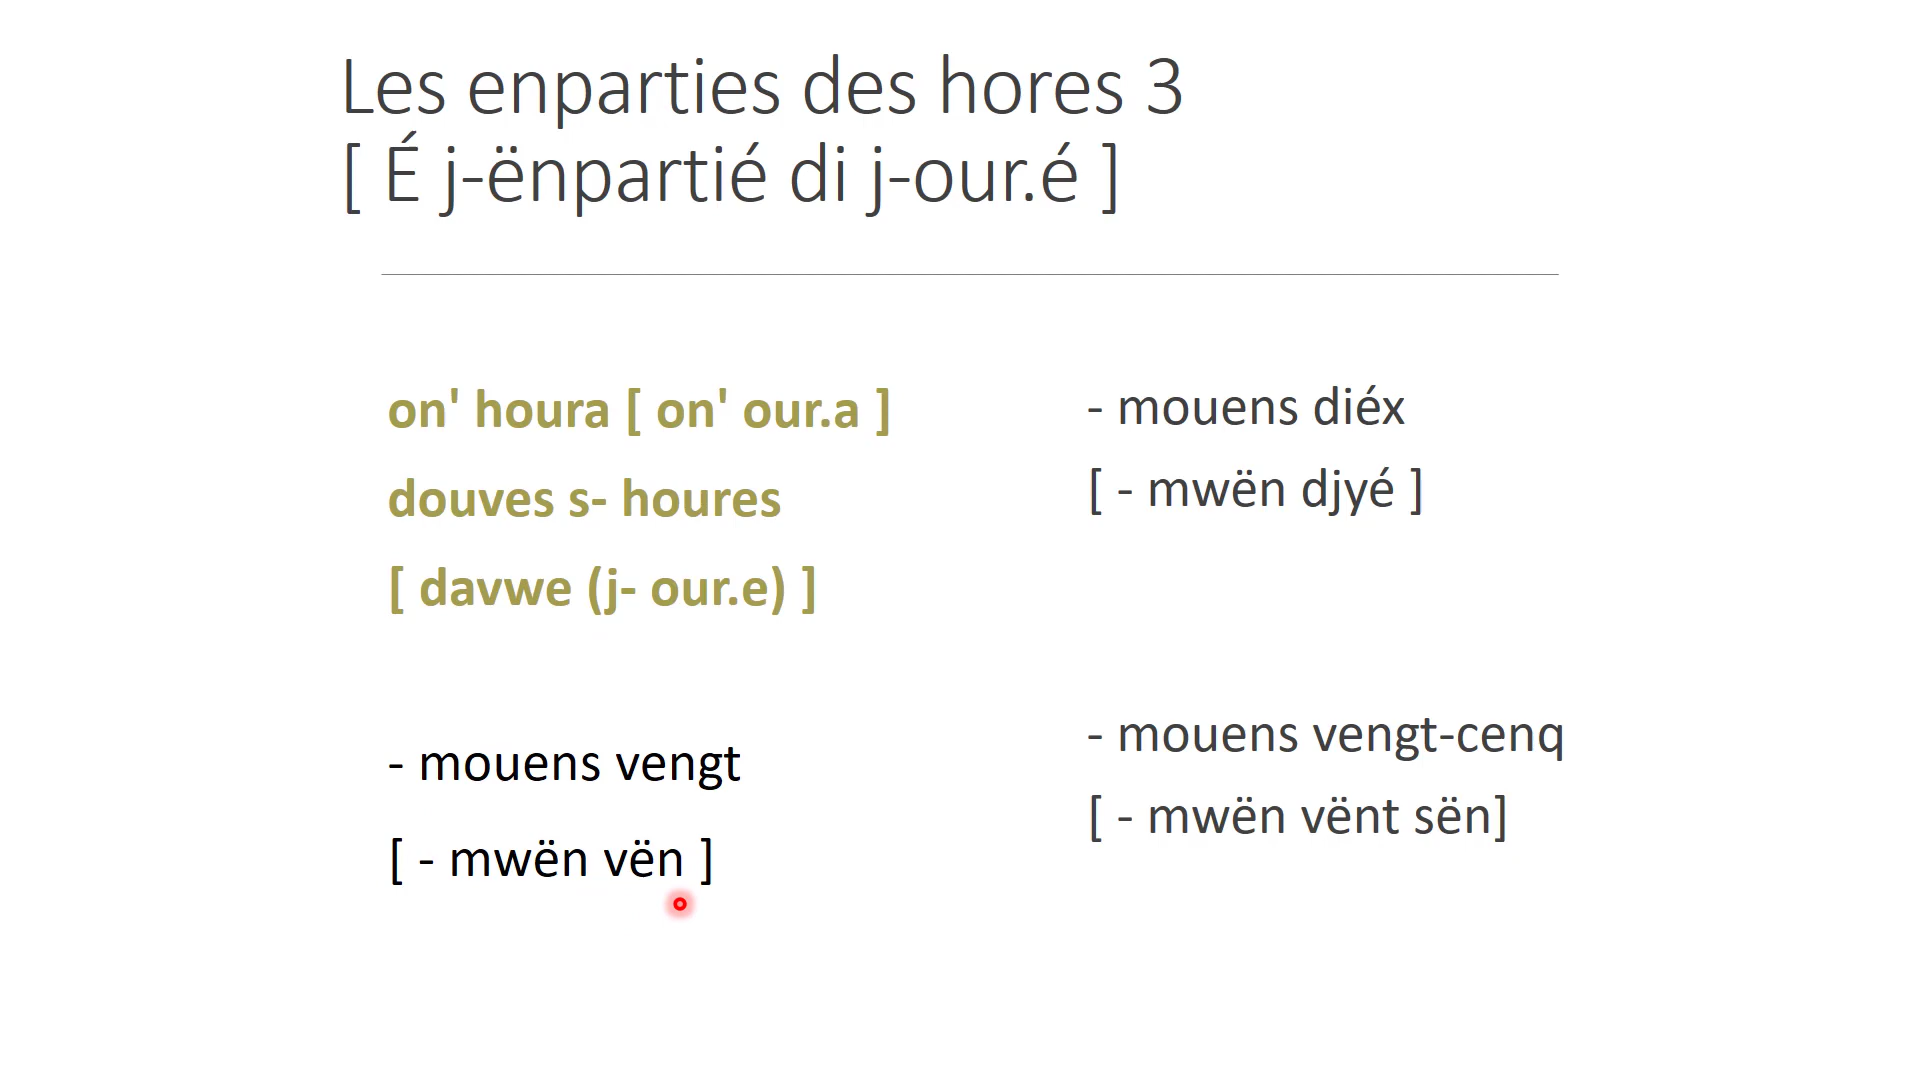 Les enparties des hores 3
[ É j-ënpartié di j-our.é ]
on' houra [ on' our.a ]
douves s- houres
[ davwe (j- our.e) ]
- mouens vengt
[ - mwën vën ]
- mouens diéx
[ - mwën djyé ]
- mouens vengt-cenq
[ - mwën vënt sën]